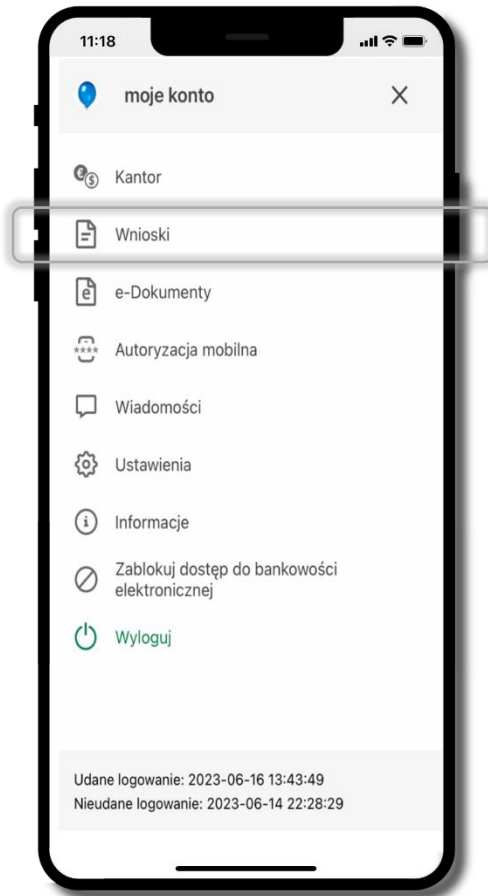 11:18
moje konto
Kantor
Wnioski
e-Dokumenty
Autoryzacja mobilna
Wiadomości
Ustawienia
Informacje
Zablokuj dostęp do bankowości
elektronicznej
Wyloguj
Udane logowanie: 2023-06-16 13:43:49
Nieudane logowanie: 2023-06-14 22:28:29